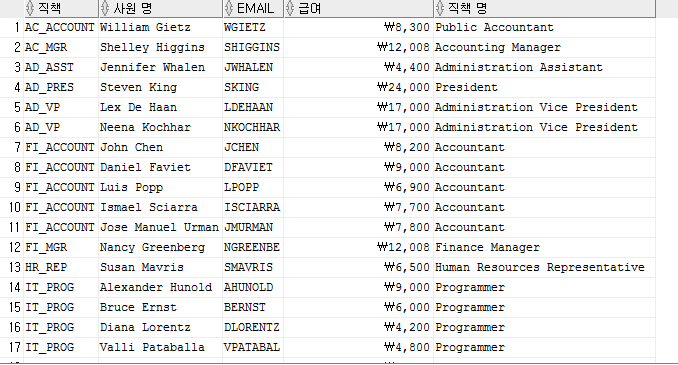 직책 사원 명 EMAIL 급여 직책 명
1 AC_ACCOUNT William Gietz WGIETZ ₩8,300 Public Accountant
2 AC_MGR Shelley Higgins SHIGGINS ₩12,008 Accounting Manager
3 AD_ASST Jennifer Whalen JWHALEN ₩4,400 Administration Assistant
4 AD_PRES Steven King SKING ₩24,000 President
5 AD_VP Lex De Haan LDEHAAN ₩17,000 Administration Vice President
6 AD_VP Neena Kochhar NKOCHHAR ₩17,000 Administration Vice President
7 FI_ACCOUNT John Chen JCHEN ₩8,200 Accountant
8 FI_ACCOUNT Daniel Faviet DFAVIET ₩9,000 Accountant
9 FI_ACCOUNT Luis Popp LPOPP ₩6,900 Accountant
10 FI_ACCOUNT Ismael Sciarra ISCIARRA ₩7,700 Accountant
11 FI_ACCOUNT Jose Manuel Urman JMURMAN ₩7,800 Accountant
12 FI_MGR Nancy Greenberg NGREENBE ₩12,008 Finance Manager
13 HR_REP Susan Mavris SMAVRIS ₩6,500 Human Resources Representative
14 IT_PROG Alexander Hunold AHUNOLD ₩9,000 Programmer
15 IT_PROG Bruce Ernst BERNST ₩6,000 Programmer
16 IT_PROG Diana Lorentz DLORENTZ ₩4,200 Programmer
17 IT_PROG Valli Pataballa VPATABAL ₩4,800 Programmer